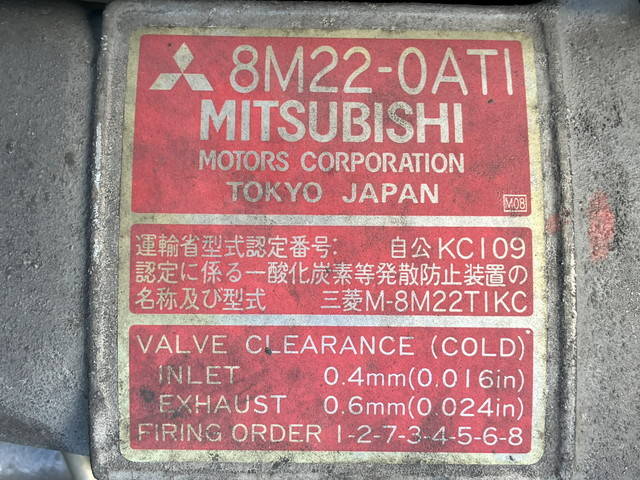 8M22-0AT1
MITSUBISHI
MOTORS CORPORATION
TOKYO JAPAN
M08
運輸省型式認定番号: 自公KC109
認定に係る一酸化炭素等発散防止装置の
名称及び型式 三菱M-8M22T1KC
VALVE CLEARANCE (COLD)
INLET 0.4mm(0.016in)
EXHAUST 0.6mm(0.024in)
FIRING ORDER 1-2-7-3-4-5-6-8